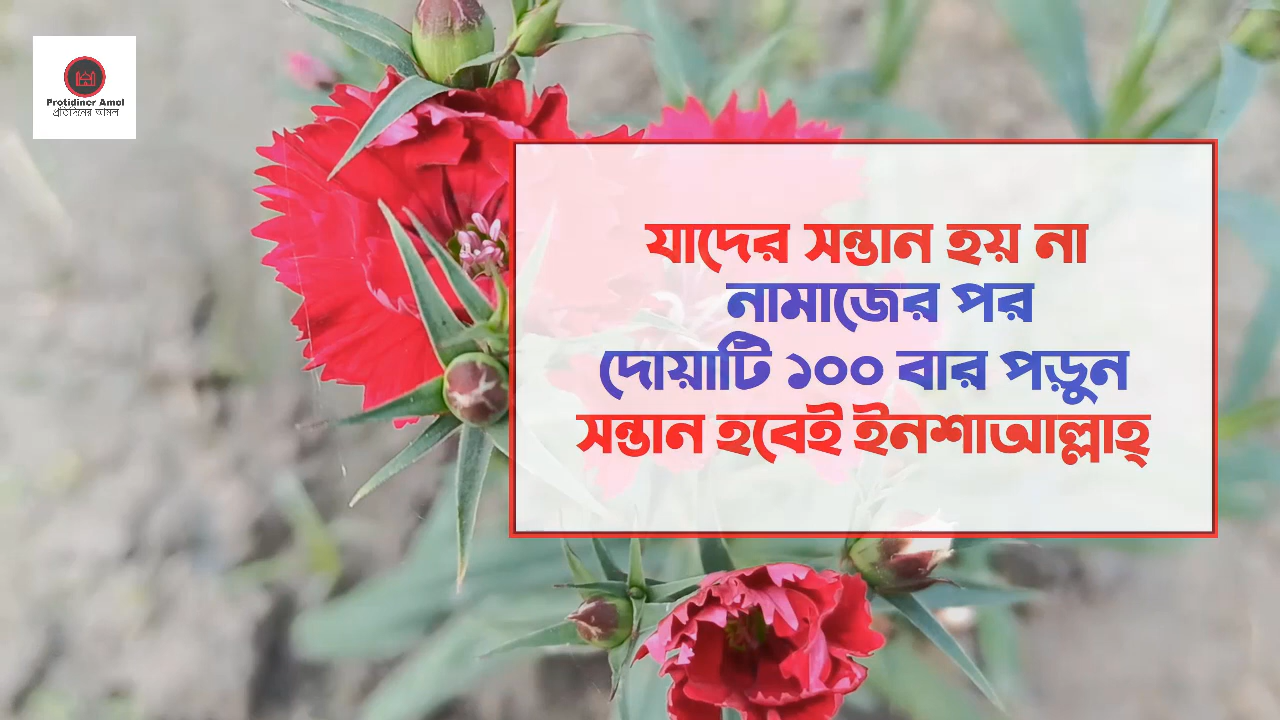 Protidiner Amol
প্রতিদিনের আমল
যাদের সন্তান হয় না
নামাজের পর
দোয়াটি ১০০ বার পড়ুন
সন্তান হবেই ইনশাআল্লাহ্